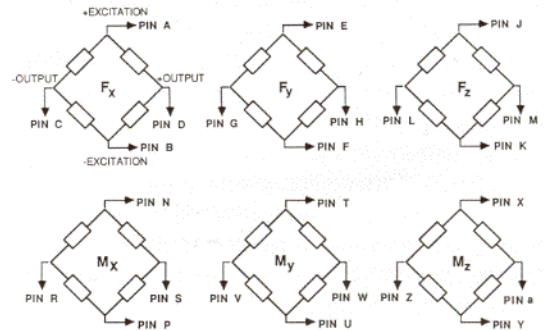 +EXCITATION
PIN A
-OUTPUT
+OUTPUT
Fx
PIN C
PIN D
PIN B
-EXCITATION
PIN E
Fy
PIN G
PIN H
PIN F
PIN J
Fz
PIN L
PIN M
PIN K
PIN N
Mx
PIN R
PIN S
PIN P
PIN T
My
PIN V
PIN W
PIN U
PIN X
Mz
PIN Z
PIN a
PIN Y